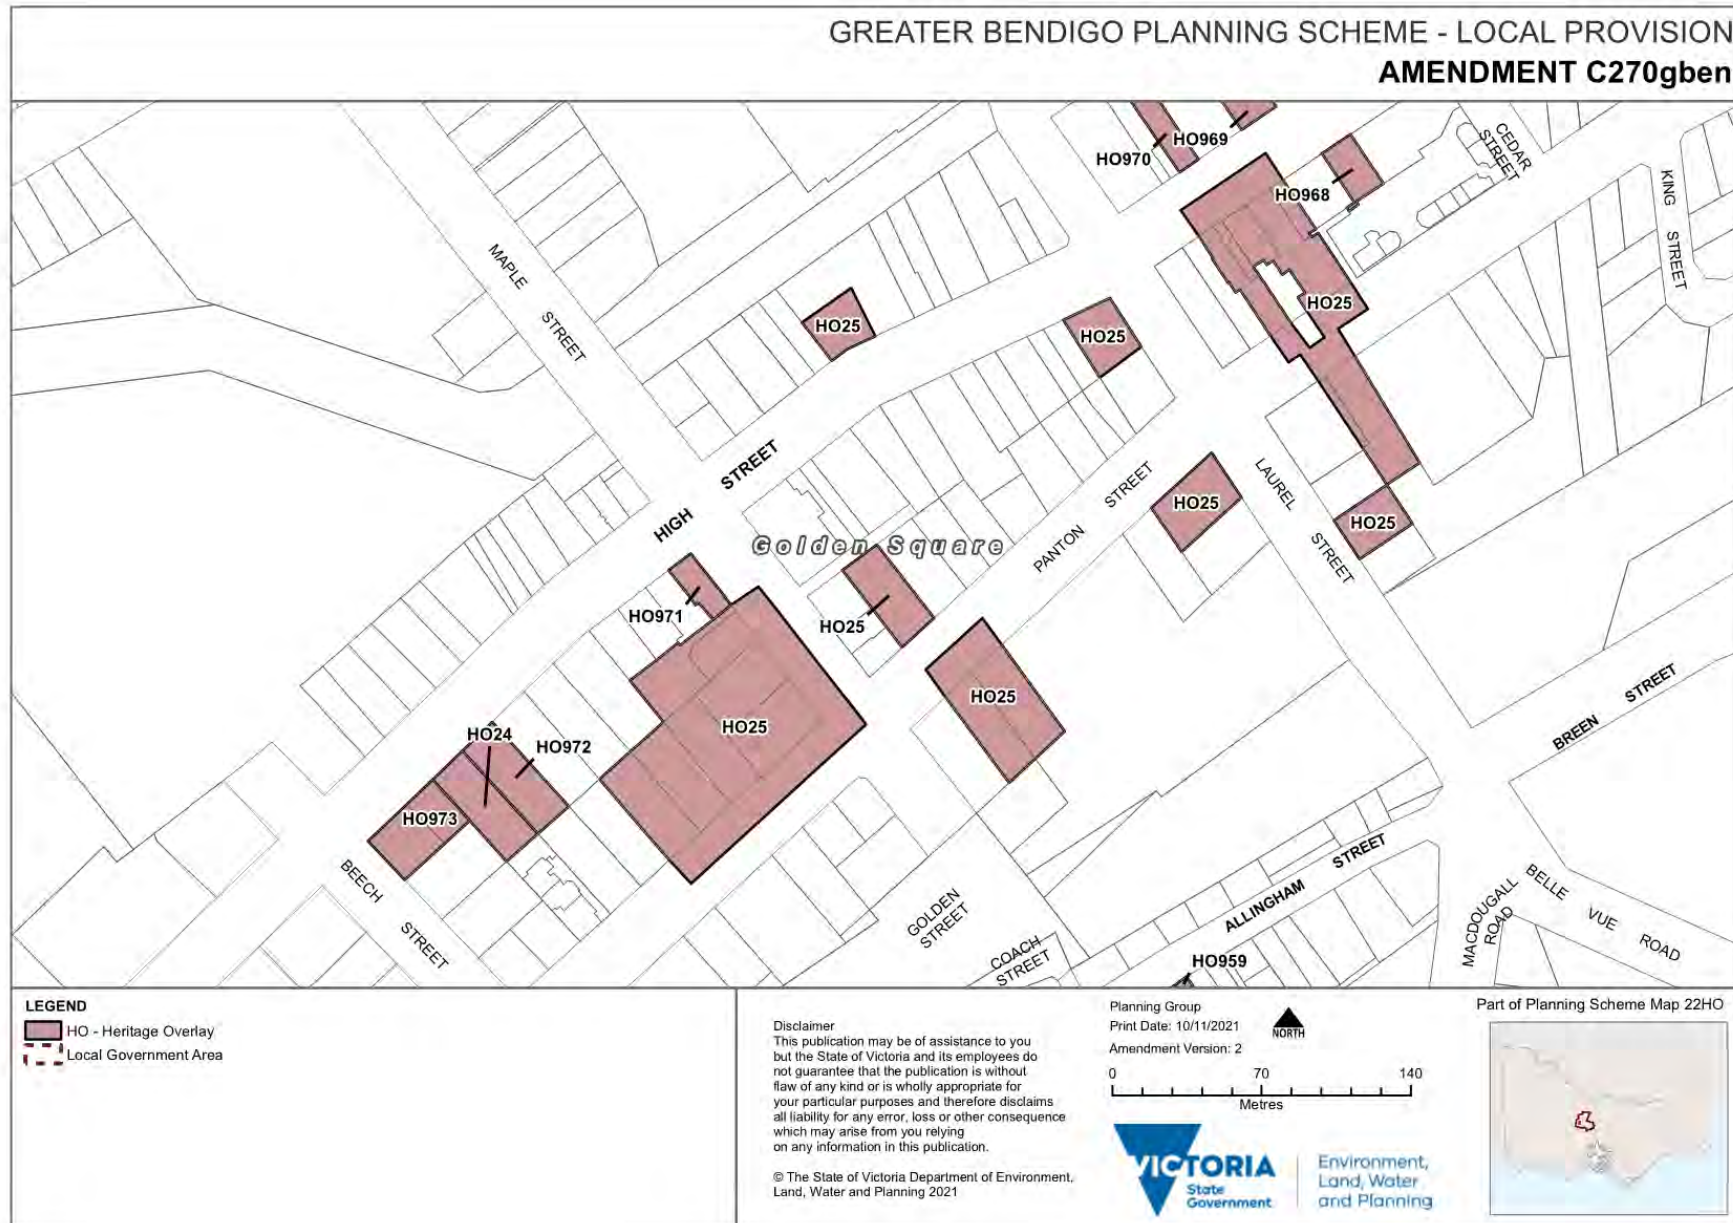 GREATER BENDIGO PLANNING SCHEME - LOCAL PROVISION
AMENDMENT C270gben
HO970
HO969
HO968
CEDAR
STREET
KING
STREET
MAPLE
STREET
HO25
HO25
HO25
HIGH
STREET
Golden Square
PANTON
STREET
HO25
LAUREL
STREET
HO25
HO971
HO25
HO25
HO25
HO24
HO972
HO973
BEECH
STREET
BREEN
STREET
GOLDEN
STREET
COACH
STREET
ALLINGHAM
STREET
HO959
MACDOUGALL
ROAD
BELLE
VUE
ROAD
LEGEND
HO - Heritage Overlay
Local Government Area
Disclaimer
This publication may be of assistance to you
but the State of Victoria and its employees do
not guarantee that the publication is without
flaw of any kind or is wholly appropriate for
your particular purposes and therefore disclaims
all liability for any error, loss or other consequence
which may arise from you relying
on any information in this publication.
© The State of Victoria Department of Environment,
Land, Water and Planning 2021
Planning Group
Print Date: 10/11/2021
Amendment Version: 2
NORTH
0 70 140
Metres
VICTORIA
State
Government
Environment,
Land, Water
and Planning
Part of Planning Scheme Map 22HO